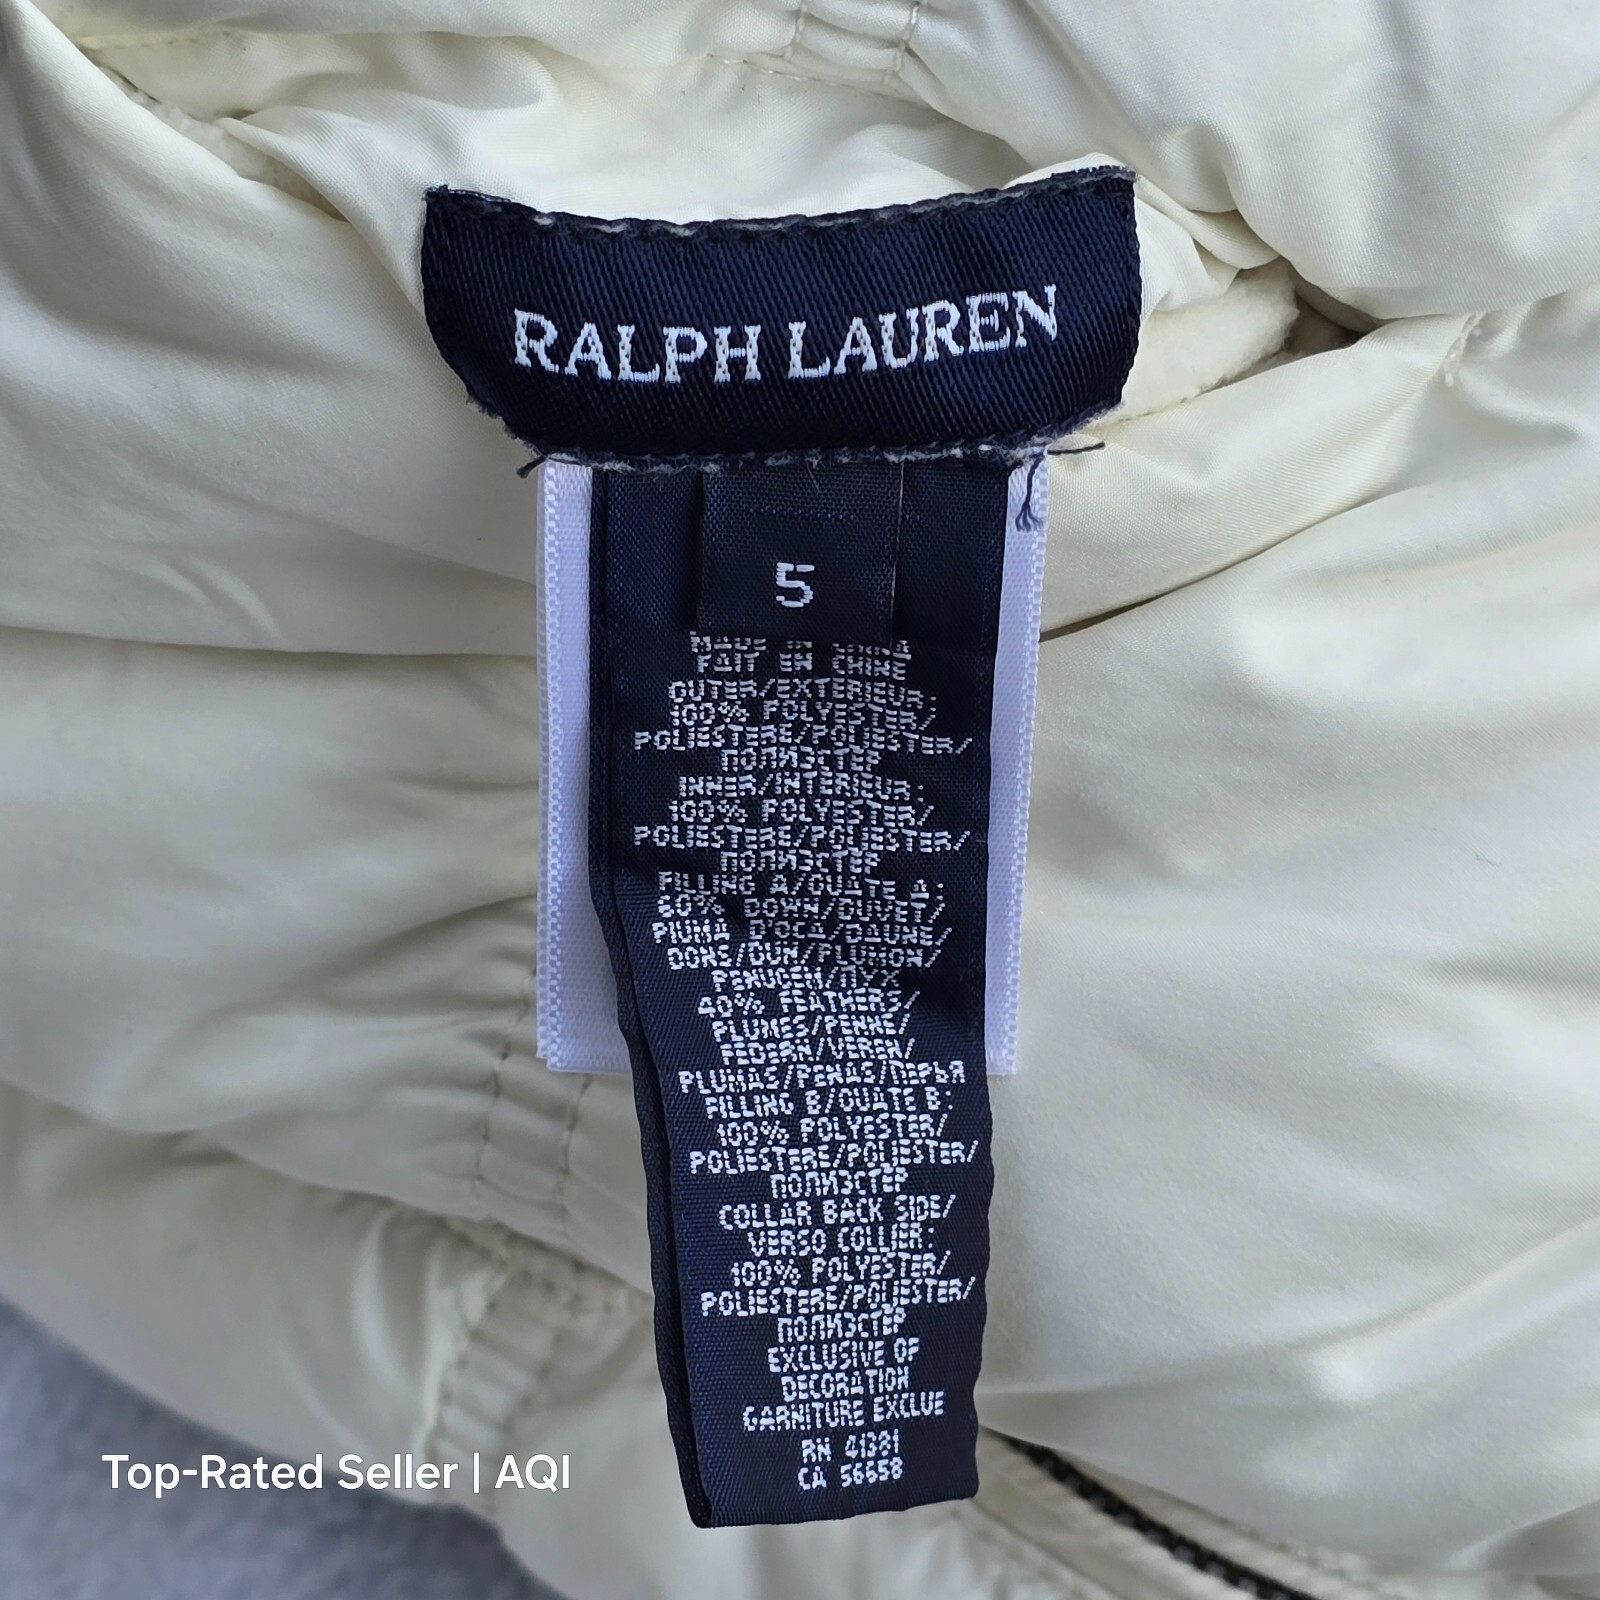 RALPH LAUREN
5
MADE IN CHINA
FAIT EN CHINE
OUTER/EXTERIEUR:
100% POLYESTER/
POLIESTERE/POLIESTER/
ПОЛИЭСТЕР
INNER/INTERIEUR:
100% POLYESTER/
POLIESTERE/POLIESTER/
ПОЛИЭСТЕР
FILLING A/OUATE A:
60% DOWN/DUVET/
PIUMA D'OCA/DAUNE/
DONS/DUN/PLUMON/
40% FEATHERS/
PLUMES/PENNE/
FEDERN/VEREN/
PLUMAS/PENAS/ПЕРЬЯ
FILLING B/OUATE B:
100% POLYESTER/
POLIESTERE/POLIESTER/
ПОЛИЭСТЕР
COLLAR BACK SIDE/
VERSO COLLIER:
100% POLYESTER/
POLIESTERE/POLIESTER/
ПОЛИЭСТЕР
EXCLUSIVE OF
DECORATION
GARNITURE EXCLUE
RN 41381
CA 56658
Top-Rated Seller | AQI